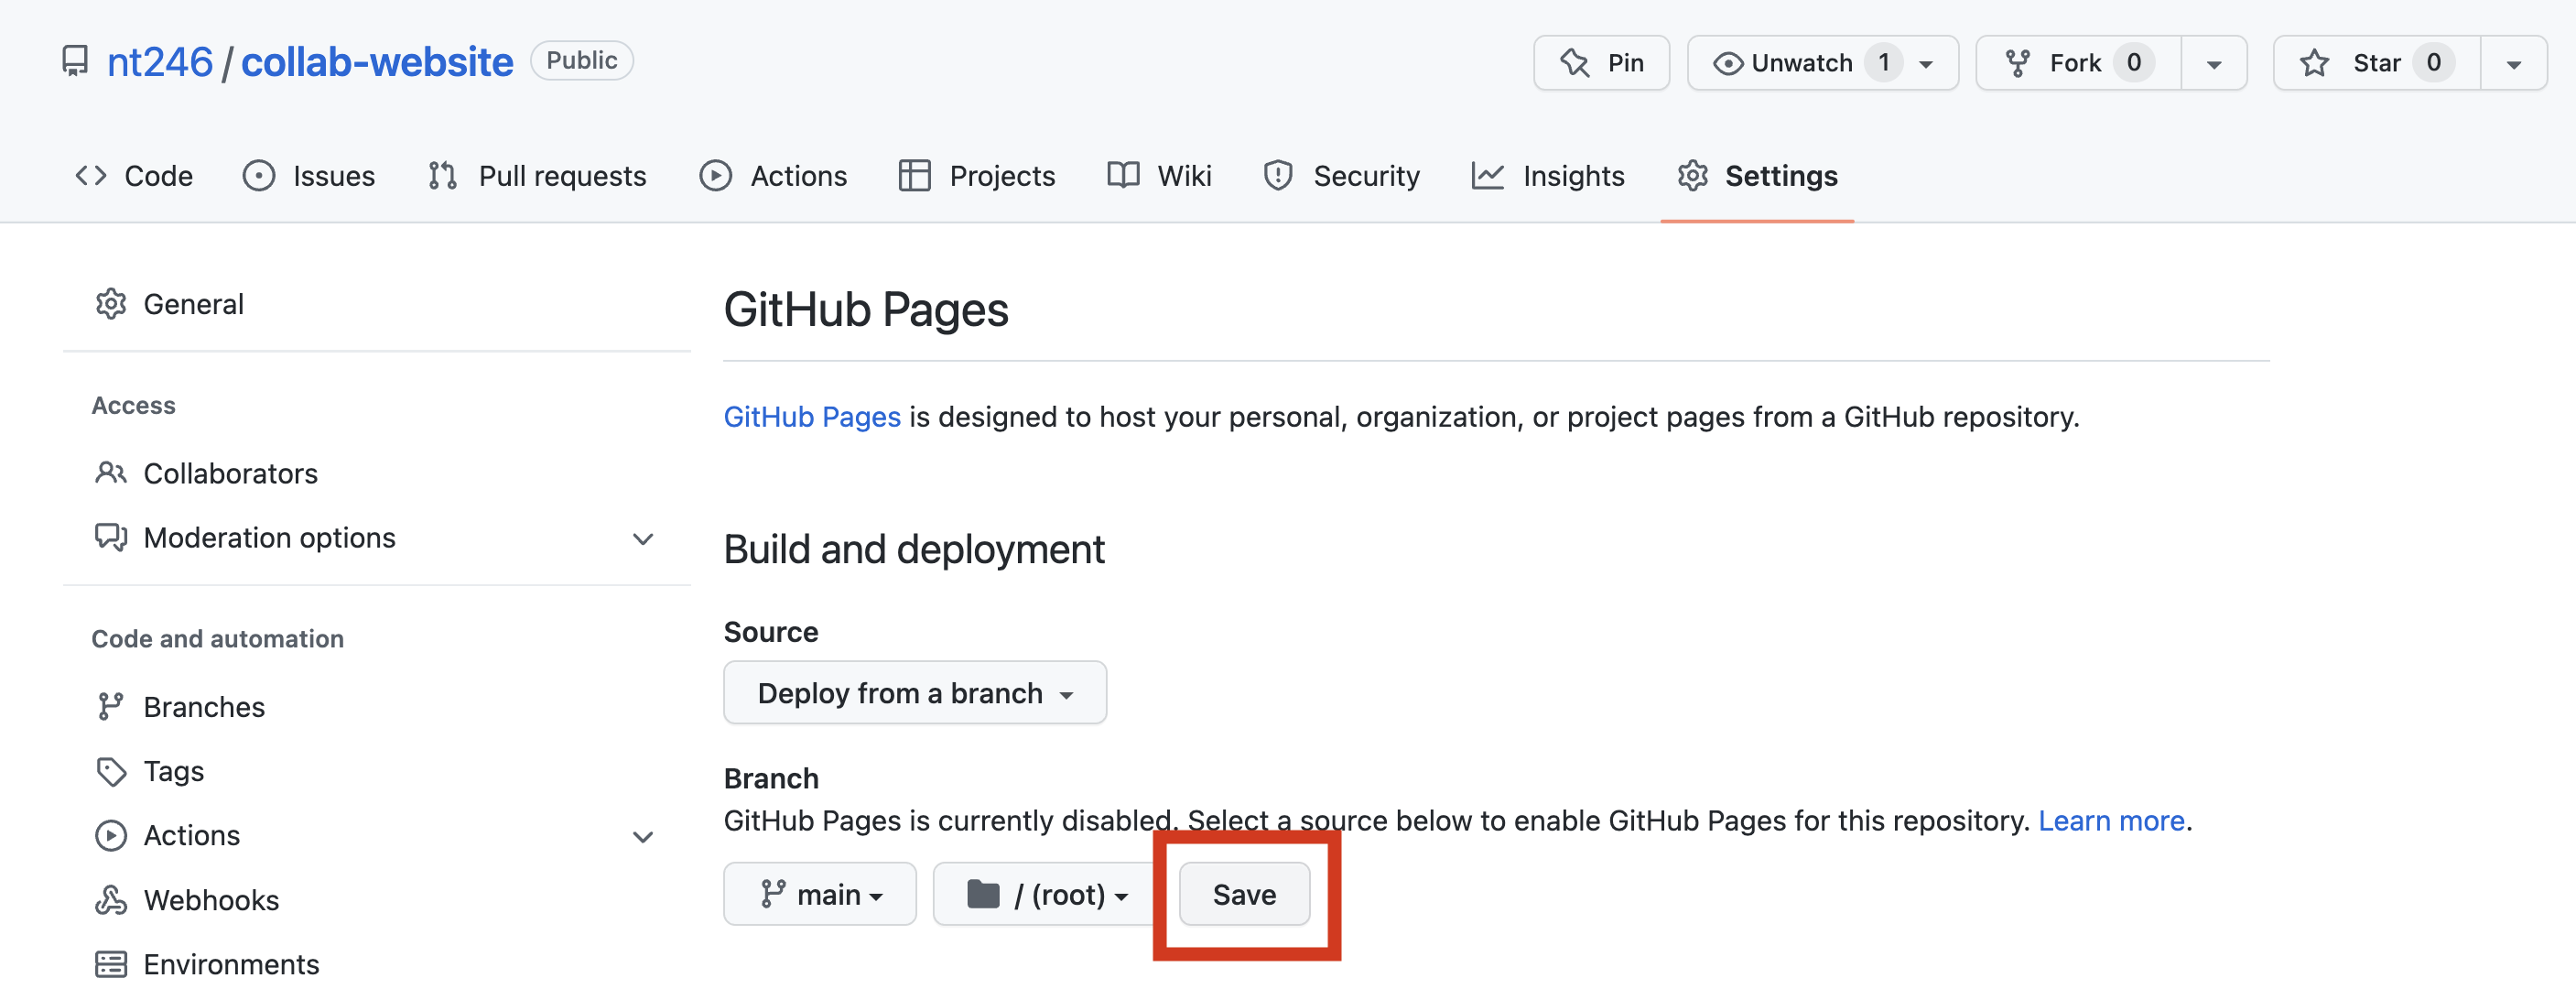 nt246 / collab-website Public Pin Unwatch 1 Fork 0 Star 0
Code Issues Pull requests Actions Projects Wiki Security Insights Settings
General
Access
Collaborators
Moderation options
Code and automation
Branches
Tags
Actions
Webhooks
Environments
GitHub Pages
GitHub Pages is designed to host your personal, organization, or project pages from a GitHub repository.
Build and deployment
Source
Deploy from a branch
Branch
GitHub Pages is currently disabled. Select a source below to enable GitHub Pages for this repository. Learn more.
main / (root) Save